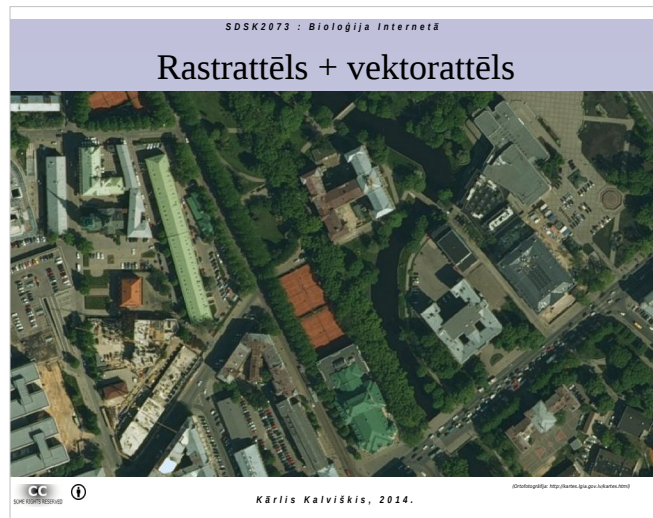 SDSK2073 : Bioloģija Internetā
Rastrattēls + vektorattēls
(Ortofotogrāfija: http://kartes.lgia.gov.lv/kartes.html)
CC
SOME RIGHTS RESERVED
Kārlis Kalviškis, 2014.